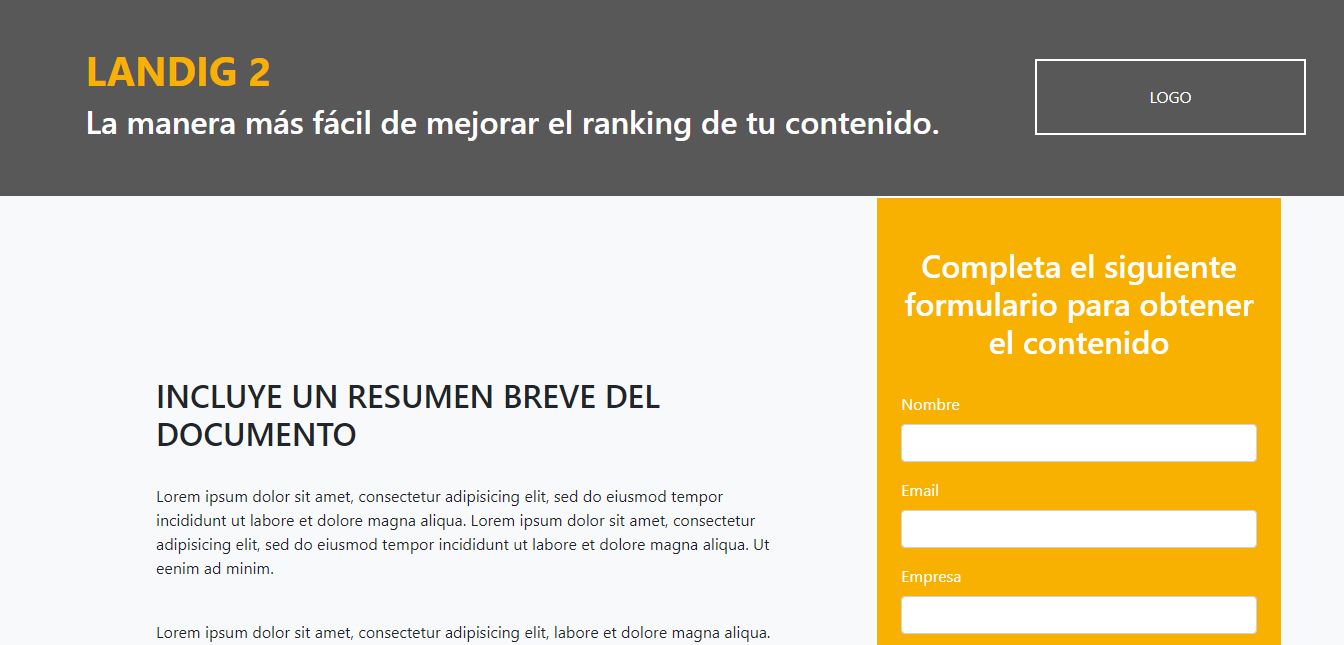 LANDIG 2
La manera más fácil de mejorar el ranking de tu contenido.
LOGO
INCLUYE UN RESUMEN BREVE DEL
DOCUMENTO
Lorem ipsum dolor sit amet, consectetur adipisicing elit, sed do eiusmod tempor
incididunt ut labore et dolore magna aliqua. Lorem ipsum dolor sit amet, consectetur
adipisicing elit, sed do eiusmod tempor incididunt ut labore et dolore magna aliqua. Ut
eenim ad minim.
Lorem ipsum dolor sit amet, consectetur adipisicing elit, labore et dolore magna aliqua.
Completa el siguiente
formulario para obtener
el contenido
Nombre
Email
Empresa